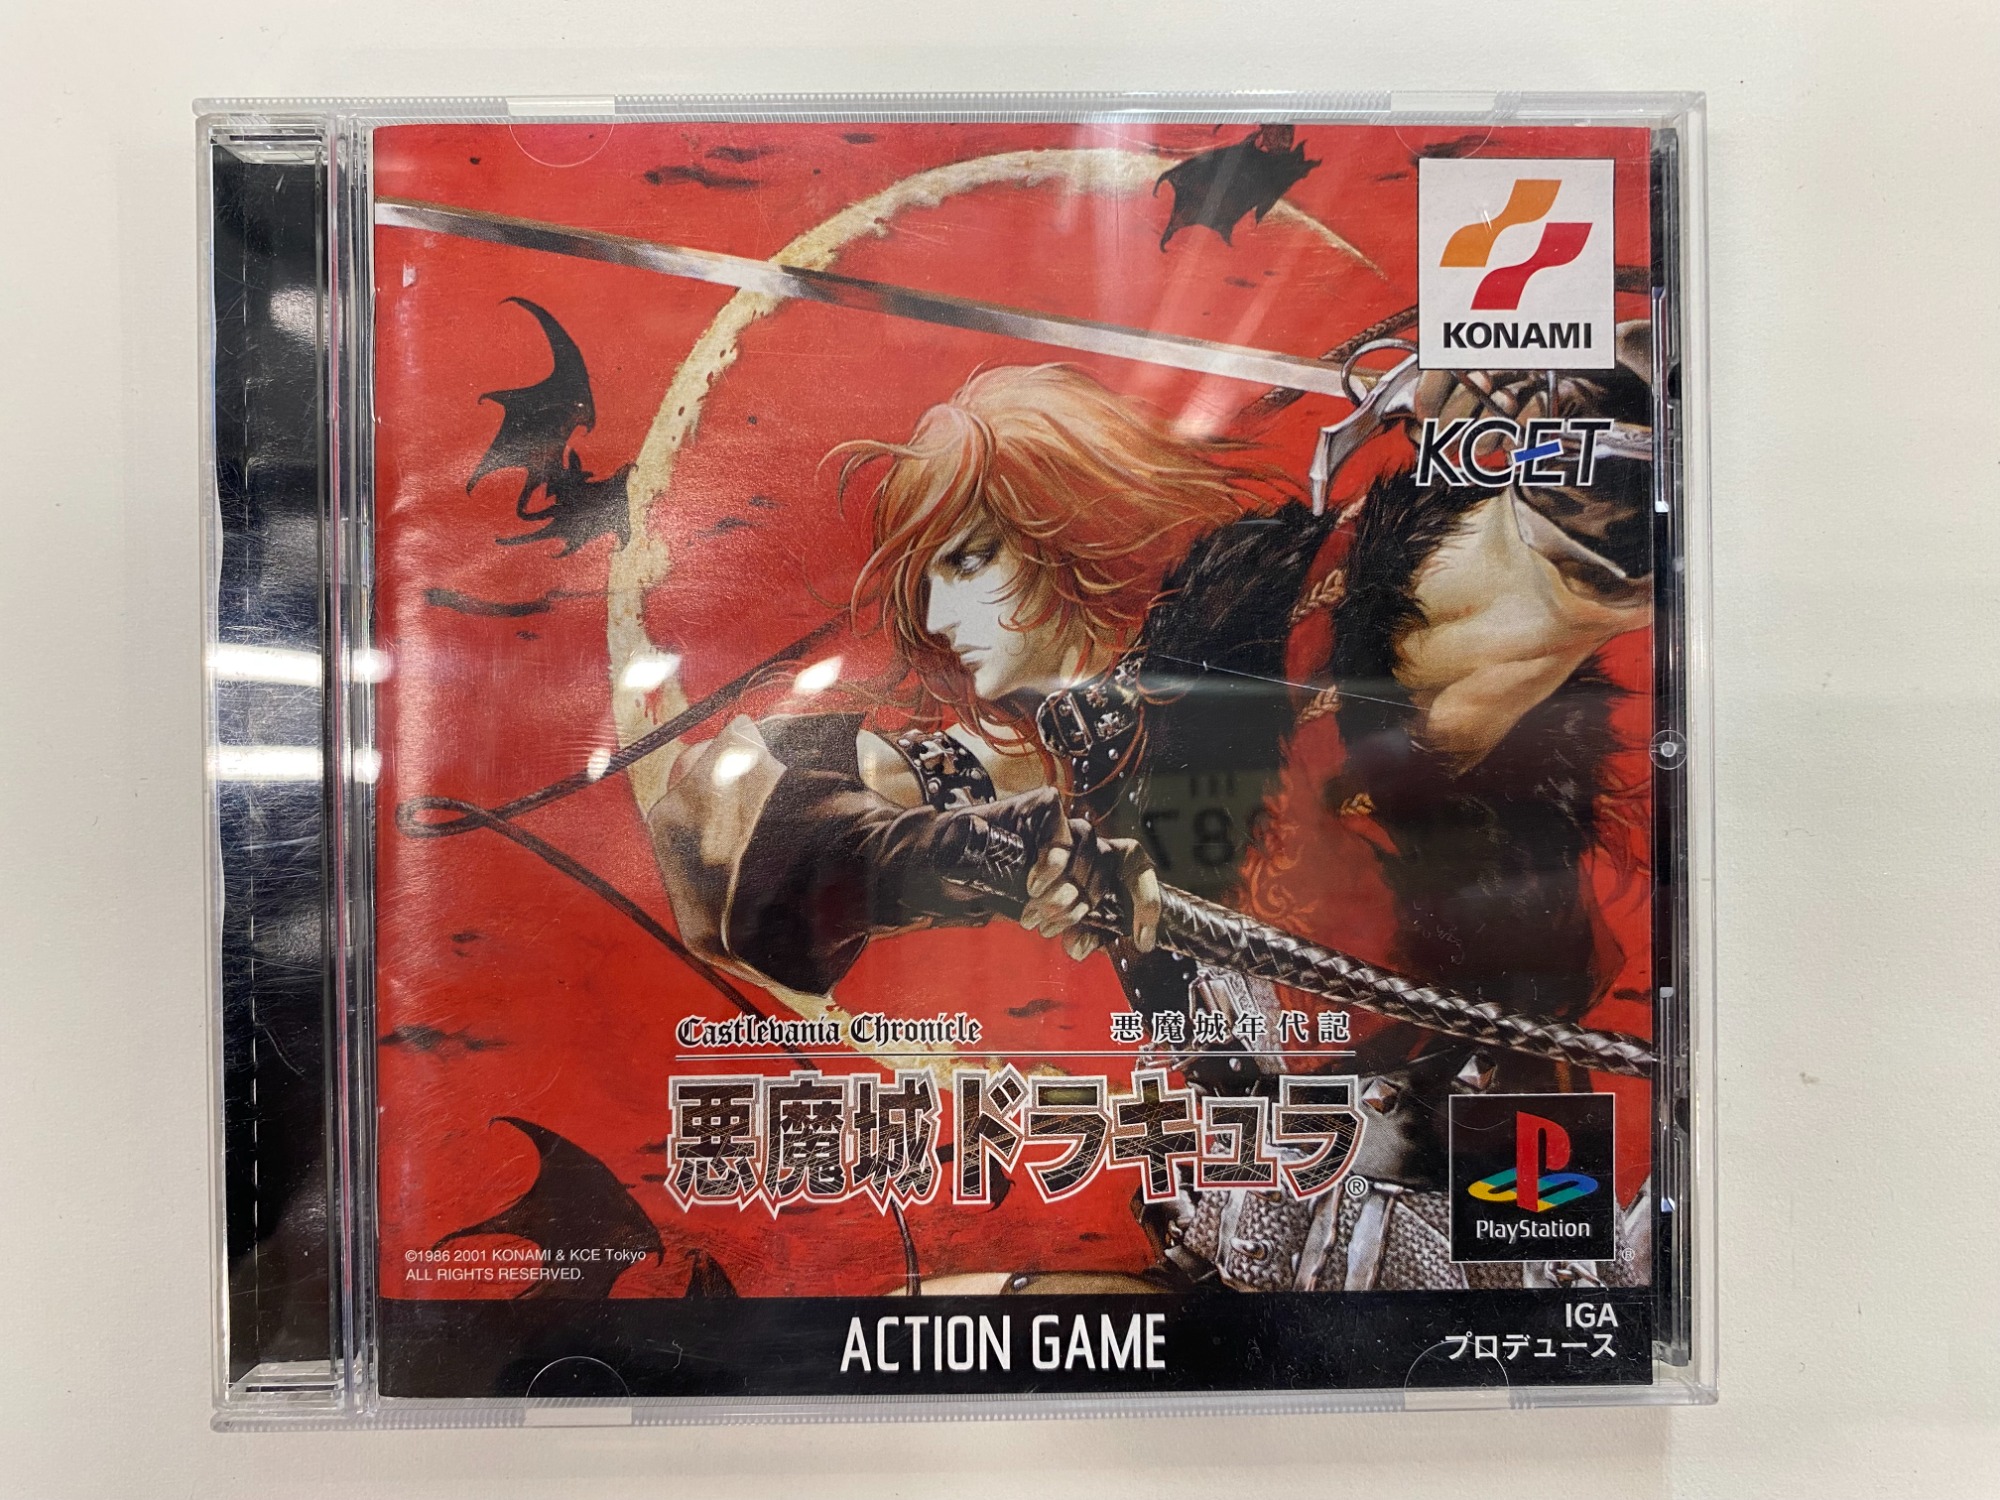 KONAMI
KCET
Castlevania Chronicle 悪魔城年代記
悪魔城ドラキュラ®
PlayStation
®
©1986 2001 KONAMI & KCE Tokyo
ALL RIGHTS RESERVED.
ACTION GAME
IGA
プロデュース